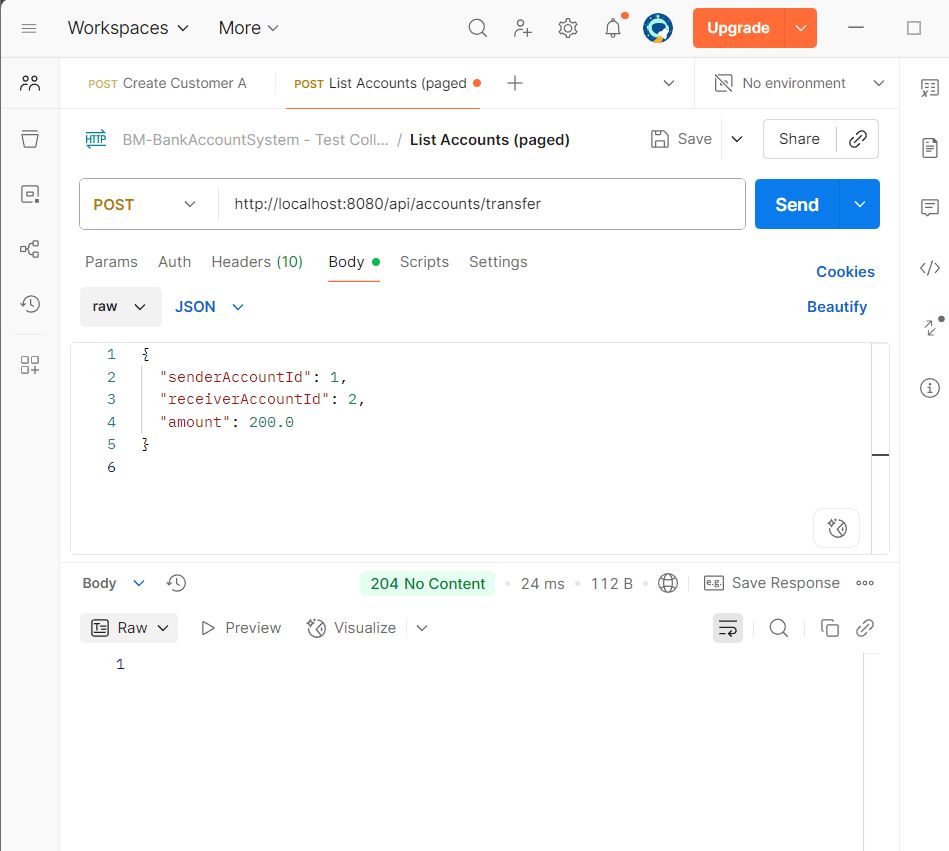 Workspaces More Upgrade
POST Create Customer A POST List Accounts (paged No environment
HTTP BM-BankAccountSystem - Test Coll... / List Accounts (paged) Save Share
POST http://localhost:8080/api/accounts/transfer Send
Params Auth Headers (10) Body Scripts Settings Cookies
raw JSON Beautify
1 {
2 "senderAccountId": 1,
3 "receiverAccountId": 2,
4 "amount": 200.0
5 }
6
Body 204 No Content 24 ms 112 B e.g. Save Response
Raw Preview Visualize
1